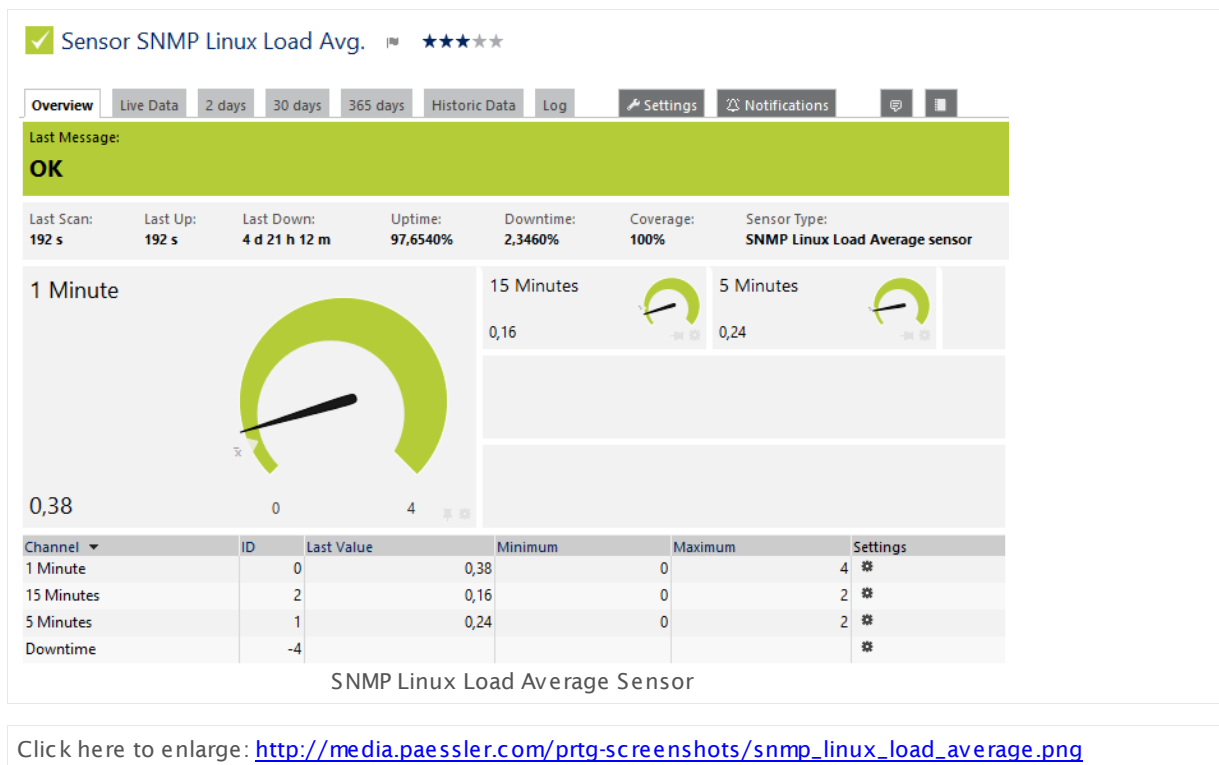 Sensor SNMP Linux Load Avg.
Overview Live Data 2 days 30 days 365 days Historic Data Log Settings Notifications
Last Message:
OK
Last Scan: Last Up: Last Down: Uptime: Downtime: Coverage: Sensor Type:
192 s 192 s 4 d 21 h 12 m 97,6540% 2,3460% 100% SNMP Linux Load Average sensor
1 Minute 15 Minutes 5 Minutes
0,16 0,24
x
0,38 0 4
Channel ID Last Value Minimum Maximum Settings
1 Minute 0 0,38 0 4
15 Minutes 2 0,16 0 2
5 Minutes 1 0,24 0 2
Downtime -4
SNMP Linux Load Average Sensor
Click here to enlarge: http://media.paessler.com/prtg-screenshots/snmp_linux_load_average.png